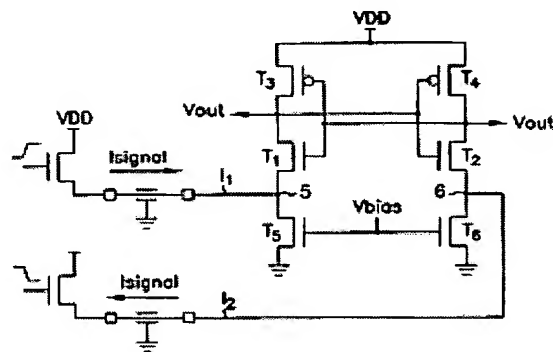 VDD
T3
T4
Vout
Vout
VDD
T1
T2
Isignal
I1
5
Vbias
6
T5
T6
Isignal
I2